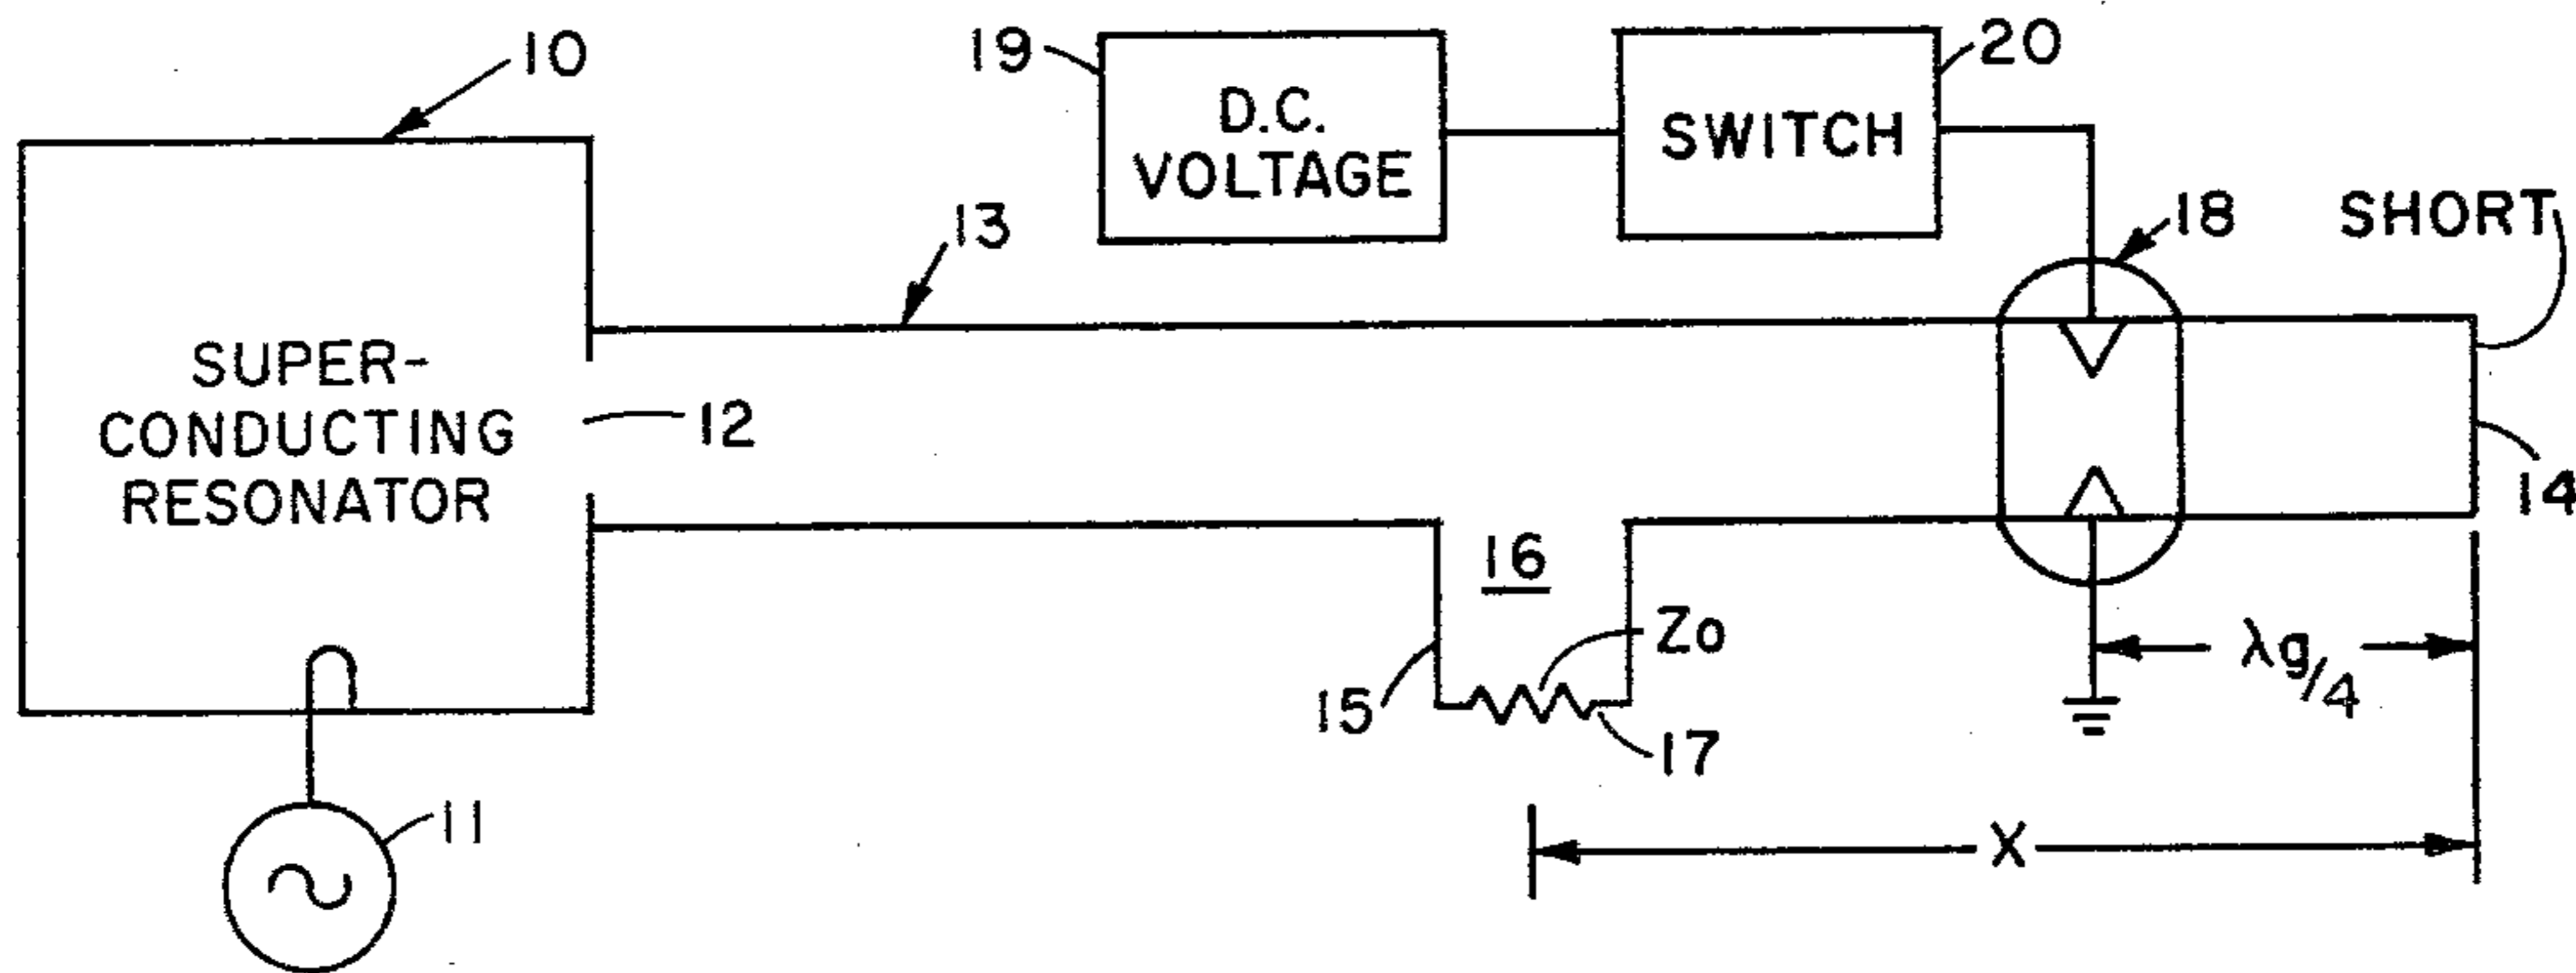 10
19
D.C.
VOLTAGE
SWITCH
20
13
18
SHORT
SUPER-
CONDUCTING
RESONATOR
12
14
16
Zo
λg/4
15
17
11
X